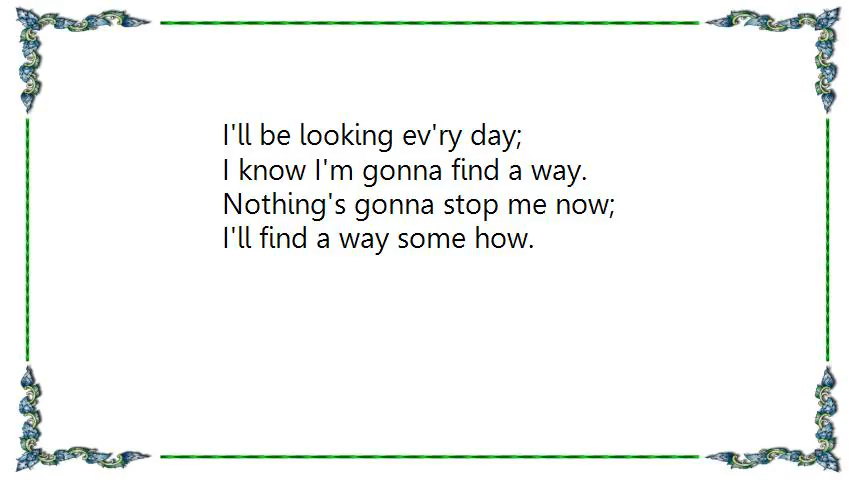 I'll be looking ev'ry day;
I know I'm gonna find a way.
Nothing's gonna stop me now;
I'll find a way some how.